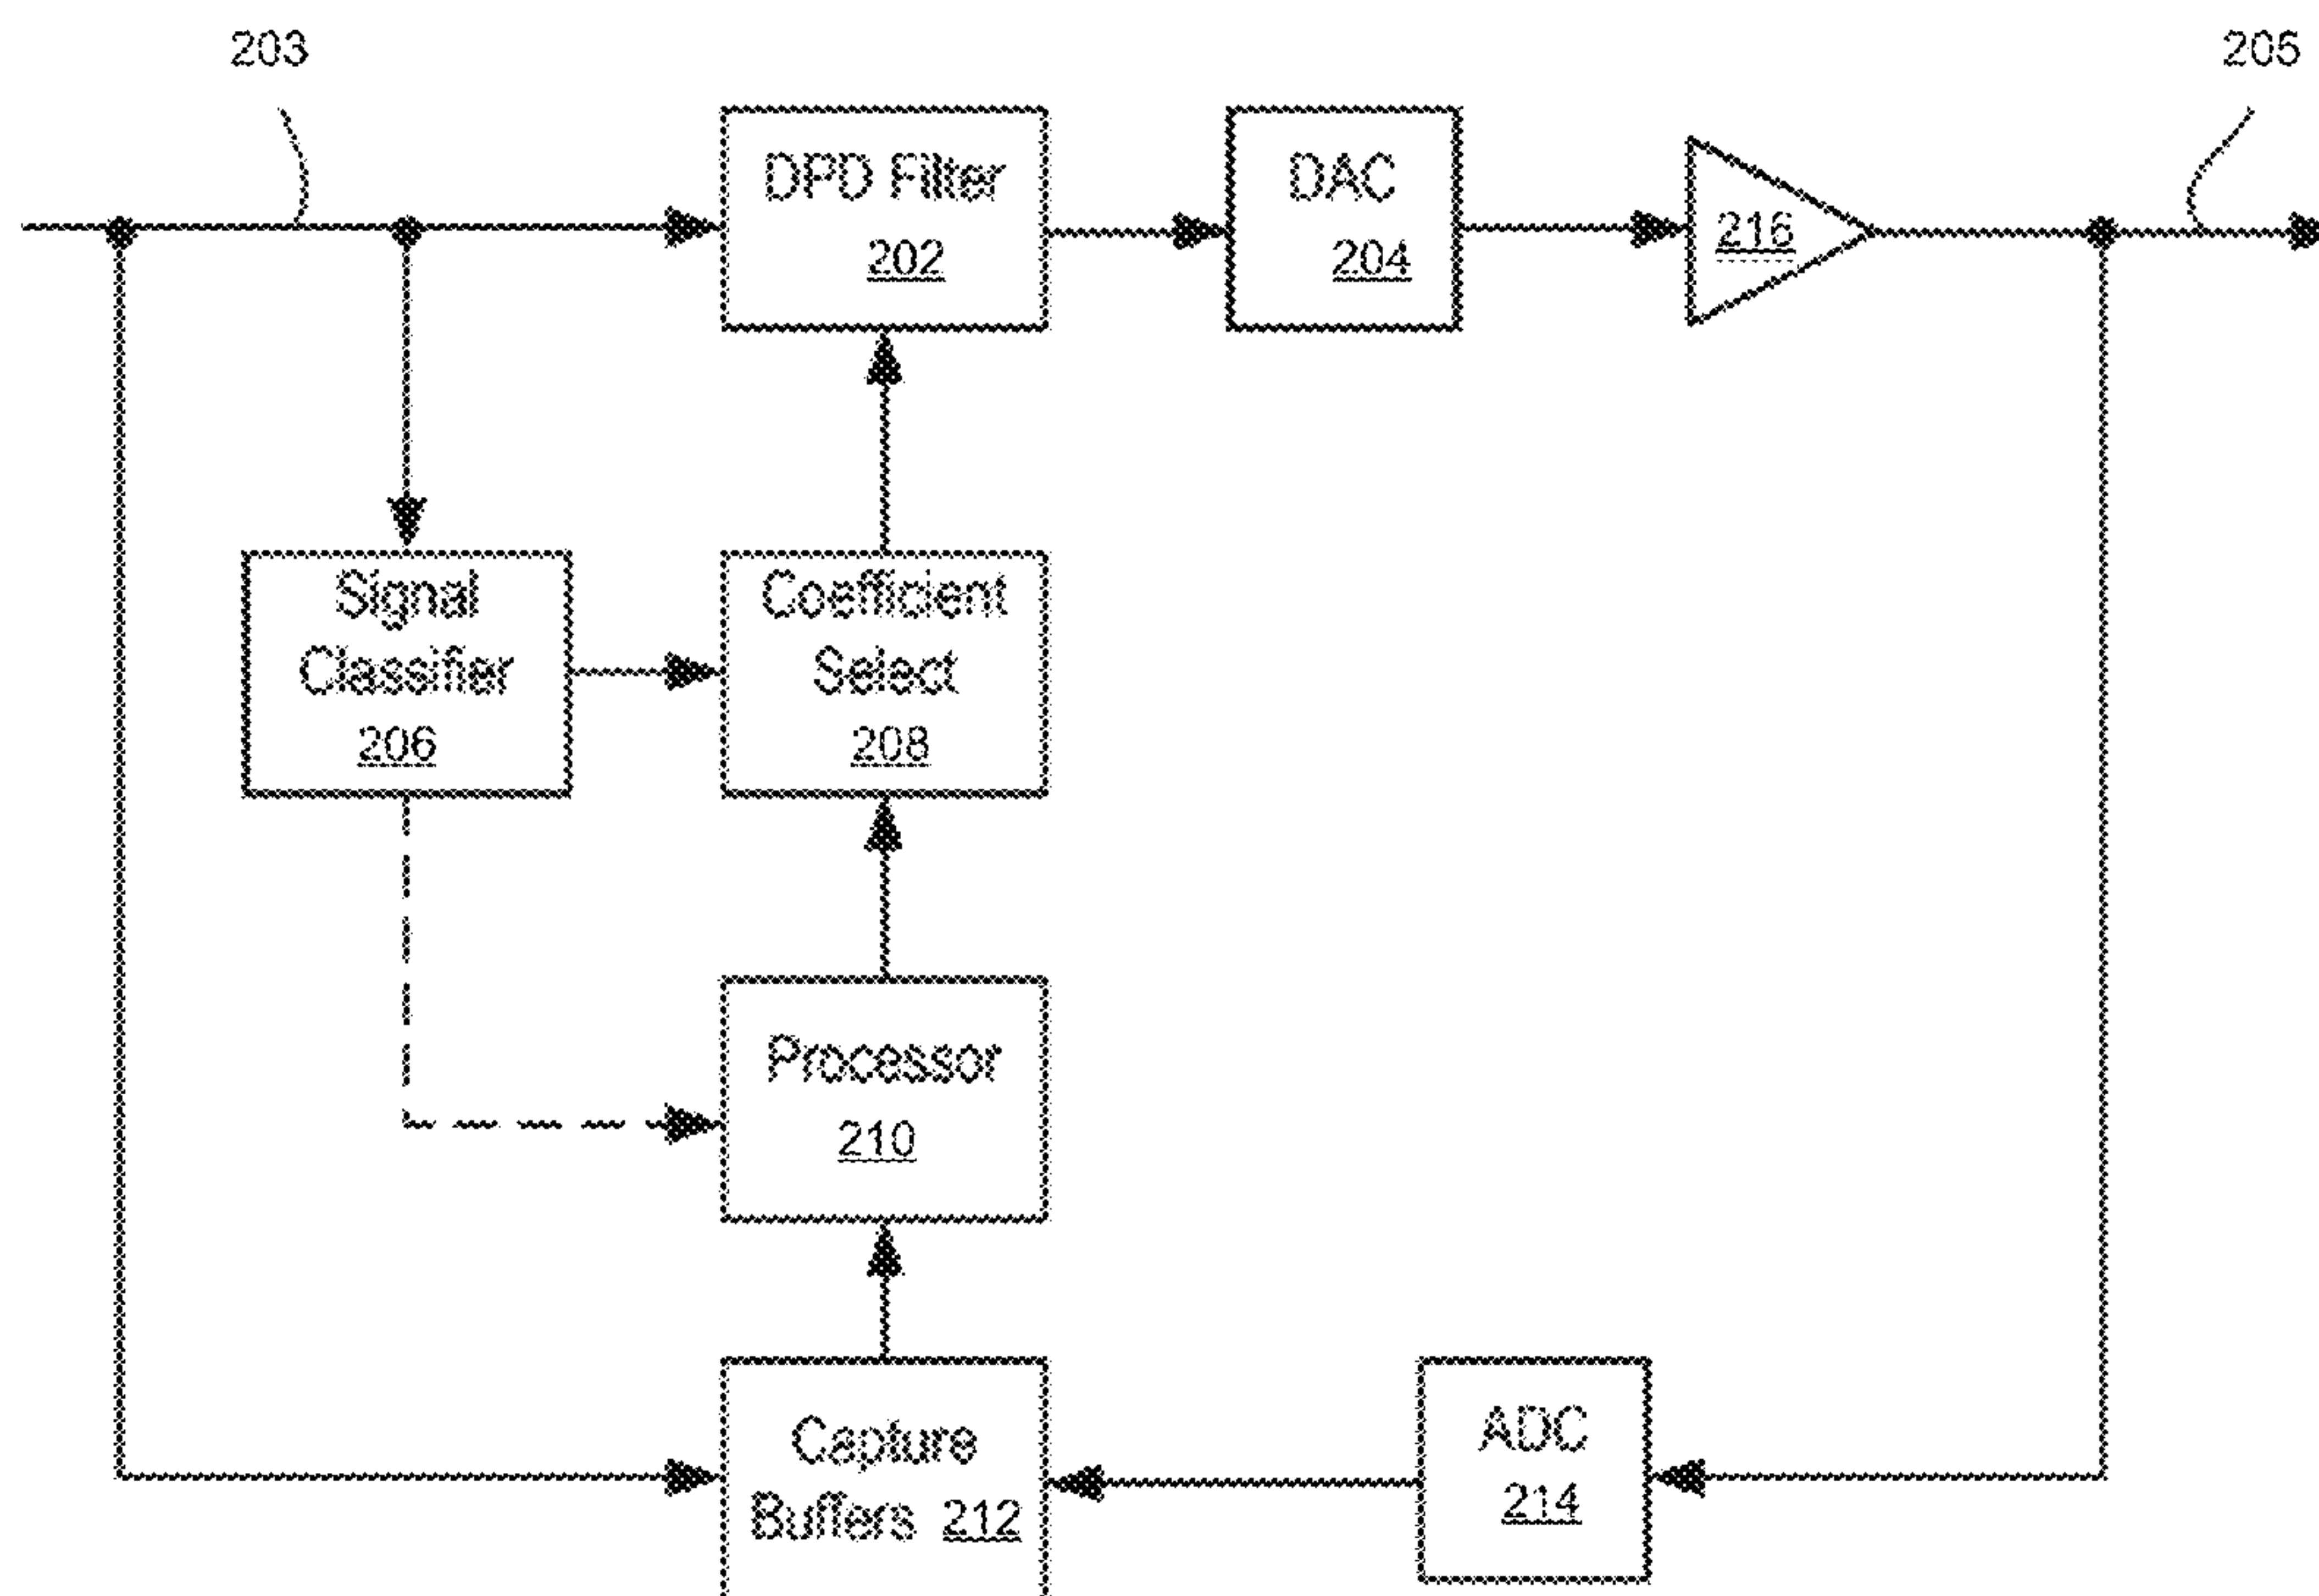 203
205
DPD Filter
202
DAC
204
216
Signal
Classifier
206
Coefficient
Select
208
Processor
210
Capture
Buffers 212
ADC
214